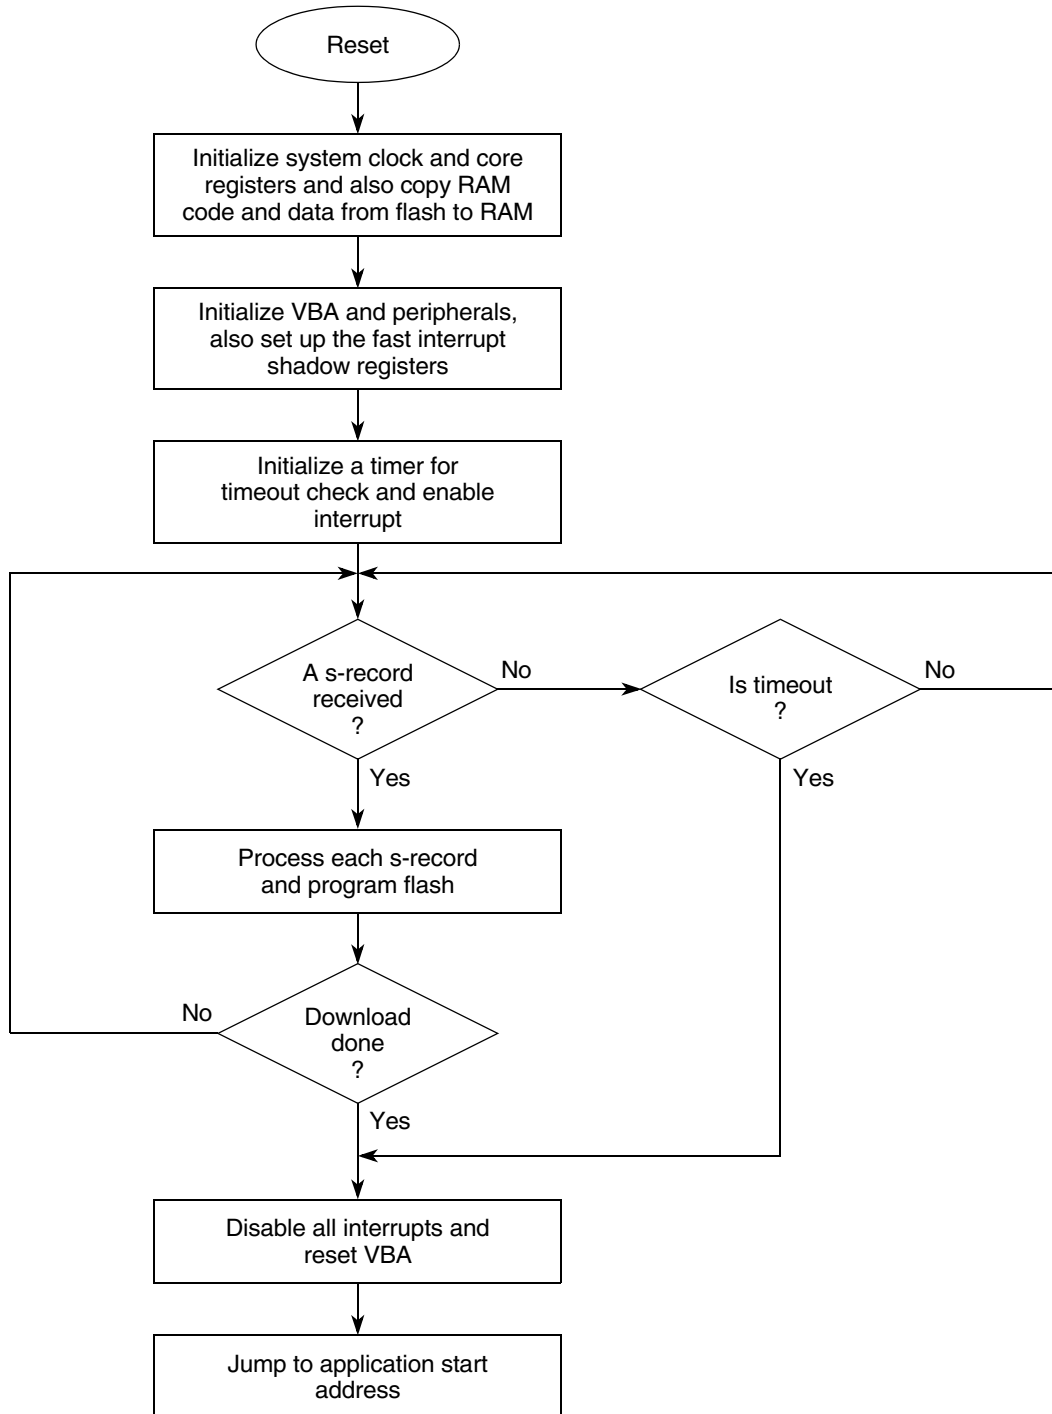 Reset
Initialize system clock and core
registers and also copy RAM
code and data from flash to RAM
Initialize VBA and peripherals,
also set up the fast interrupt
shadow registers
Initialize a timer for
timeout check and enable
interrupt
A s-record
received
?
No
Is timeout
?
No
Yes
Yes
Process each s-record
and program flash
No
Download
done
?
Yes
Disable all interrupts and
reset VBA
Jump to application start
address